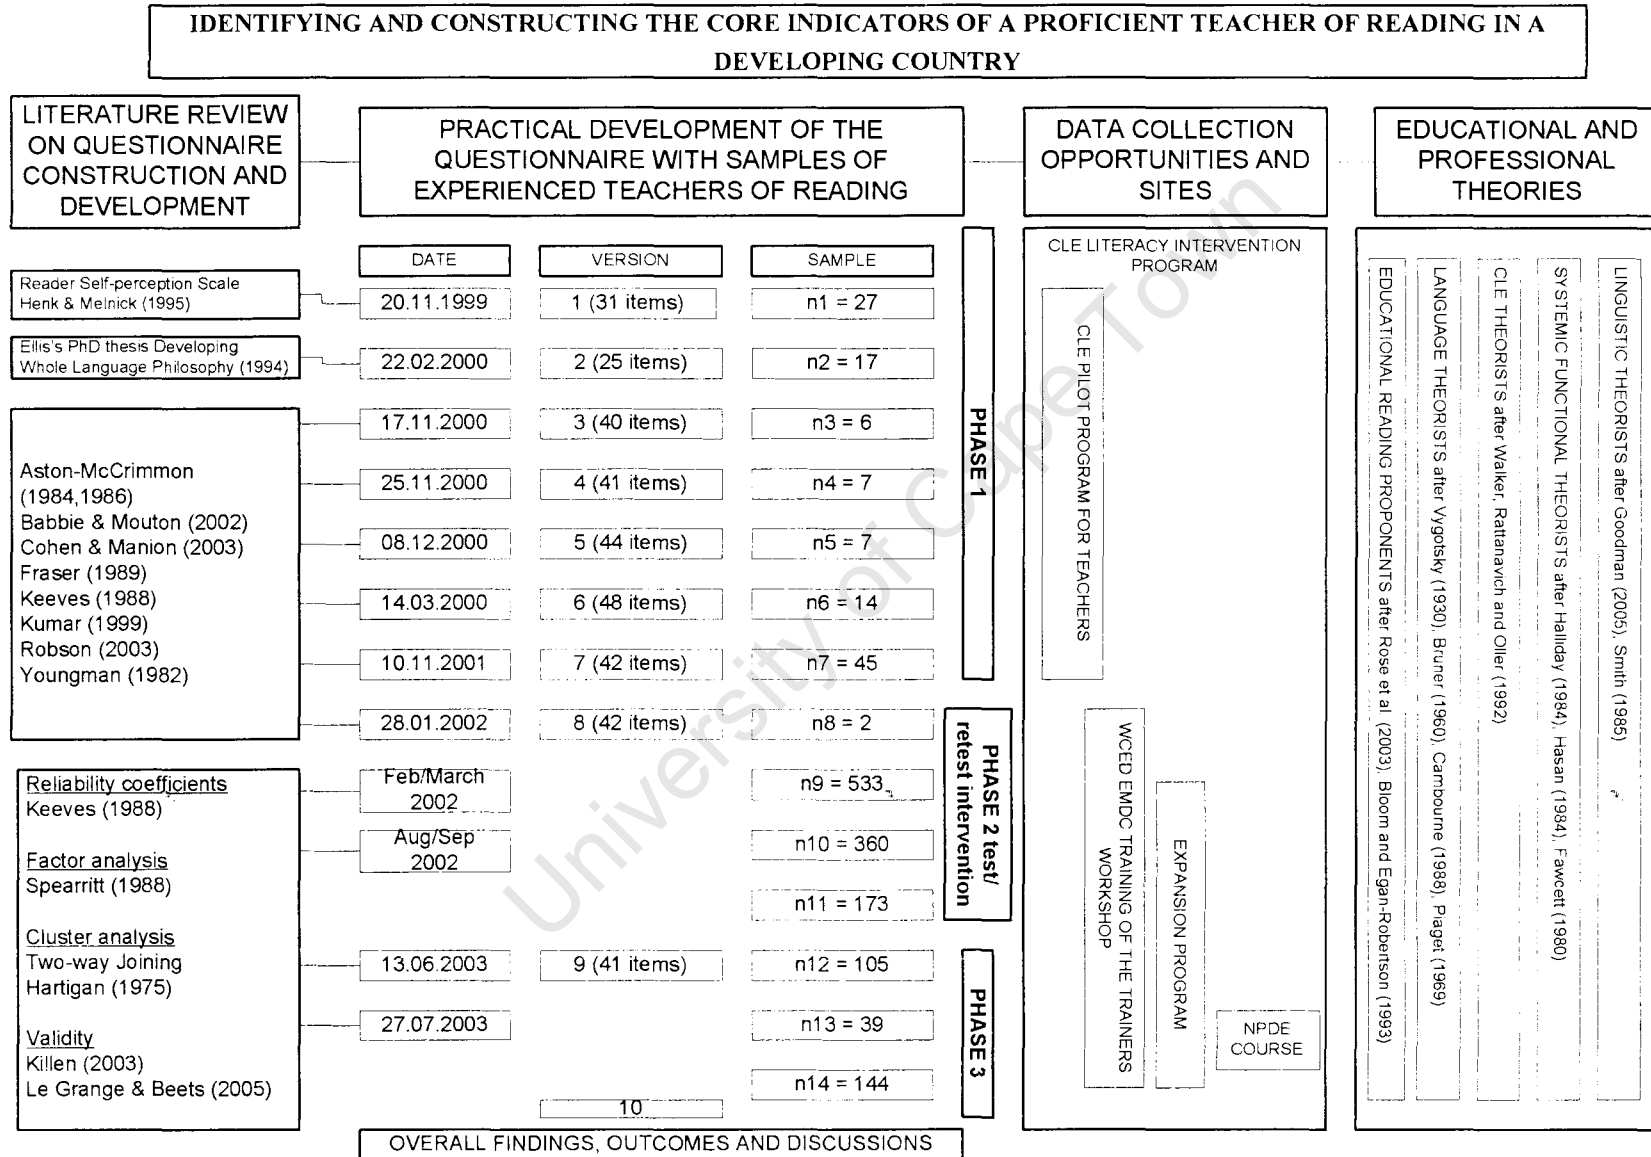 IDENTIFYING AND CONSTRUCTING THE CORE INDICATORS OF A PROFICIENT TEACHER OF READING IN A
DEVELOPING COUNTRY
LITERATURE REVIEW
ON QUESTIONNAIRE
CONSTRUCTION AND
DEVELOPMENT
PRACTICAL DEVELOPMENT OF THE
QUESTIONNAIRE WITH SAMPLES OF
EXPERIENCED TEACHERS OF READING
DATA COLLECTION
OPPORTUNITIES AND
SITES
EDUCATIONAL AND
PROFESSIONAL
THEORIES
Reader Self-perception Scale
Henk & Melnick (1995)
Ellis's PhD thesis Developing
Whole Language Philosophy (1994)
Aston-McCrimmon
(1984,1986)
Babbie & Mouton (2002)
Cohen & Manion (2003)
Fraser (1989)
Keeves (1988)
Kumar (1999)
Robson (2003)
Youngman (1982)
Reliability coefficients
Keeves (1988)
Factor analysis
Spearritt (1988)
Cluster analysis
Two-way Joining
Hartigan (1975)
Validity
Killen (2003)
Le Grange & Beets (2005)
DATE VERSION SAMPLE
20.11.1999 1 (31 items) n1 = 27
22.02.2000 2 (25 items) n2 = 17
17.11.2000 3 (40 items) n3 = 6
25.11.2000 4 (41 items) n4 = 7
08.12.2000 5 (44 items) n5 = 7
14.03.2000 6 (48 items) n6 = 14
10.11.2001 7 (42 items) n7 = 45
28.01.2002 8 (42 items) n8 = 2
Feb/March
2002
n9 = 533
Aug/Sep
2002
n10 = 360
n11 = 173
13.06.2003 9 (41 items) n12 = 105
27.07.2003 n13 = 39
n14 = 144
10
OVERALL FINDINGS, OUTCOMES AND DISCUSSIONS
PHASE 1
PHASE 2 test/
retest intervention
PHASE 3
CLE LITERACY INTERVENTION
PROGRAM
CLE PILOT PROGRAM FOR TEACHERS
WCED EMDC TRAINING OF THE TRAINERS
WORKSHOP
EXPANSION PROGRAM
NPDE
COURSE
LINGUISTIC THEORISTS after Goodman (2005), Smith (1985)
SYSTEMIC FUNCTIONAL THEORISTS after Halliday (1984), Hasan (1984), Fawcett (1980)
CLE THEORISTS after Walker, Rattanavich and Oller (1992)
LANGUAGE THEORISTS after Vygotsky (1930), Bruner (1960), Cambourne (1988), Piaget (1969)
EDUCATIONAL READING PROPONENTS after Rose et al. (2003), Bloom and Egan-Robertson (1993)
University of Cape Town